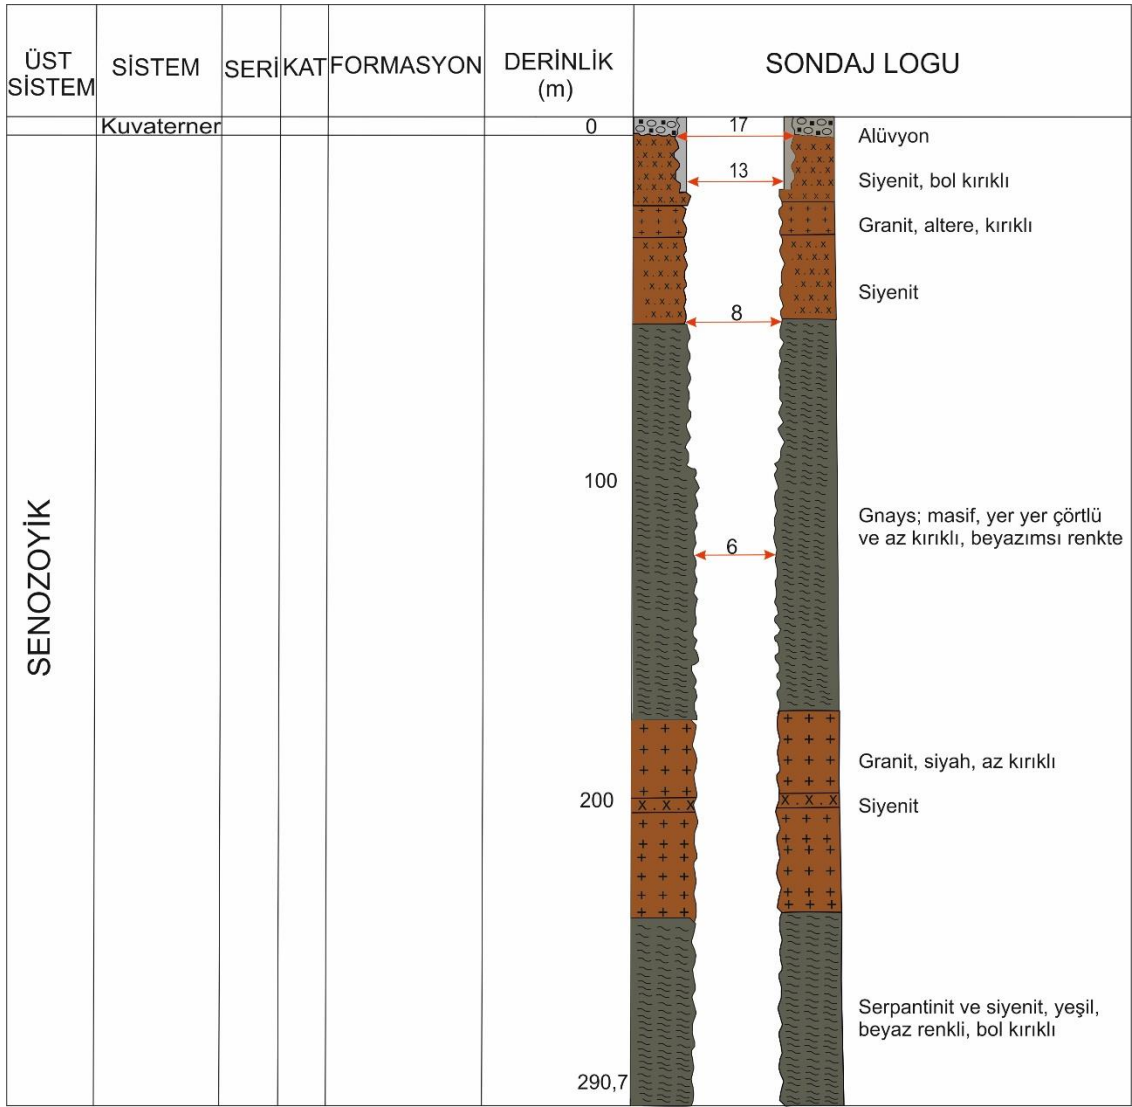 ÜST
SİSTEM
SİSTEM
SERİ
KAT
FORMASYON
DERİNLİK
(m)
SONDAJ LOGU
Kuvaterner
0
17
Alüvyon
13
Siyenit, bol kırıklı
Granit, altere, kırıklı
Siyenit
8
100
SENOZOYİK
Gnays; masif, yer yer çörtlü
ve az kırıklı, beyazımsı renkte
6
Granit, siyah, az kırıklı
200
Siyenit
Serpantinit ve siyenit, yeşil,
beyaz renkli, bol kırıklı
290,7